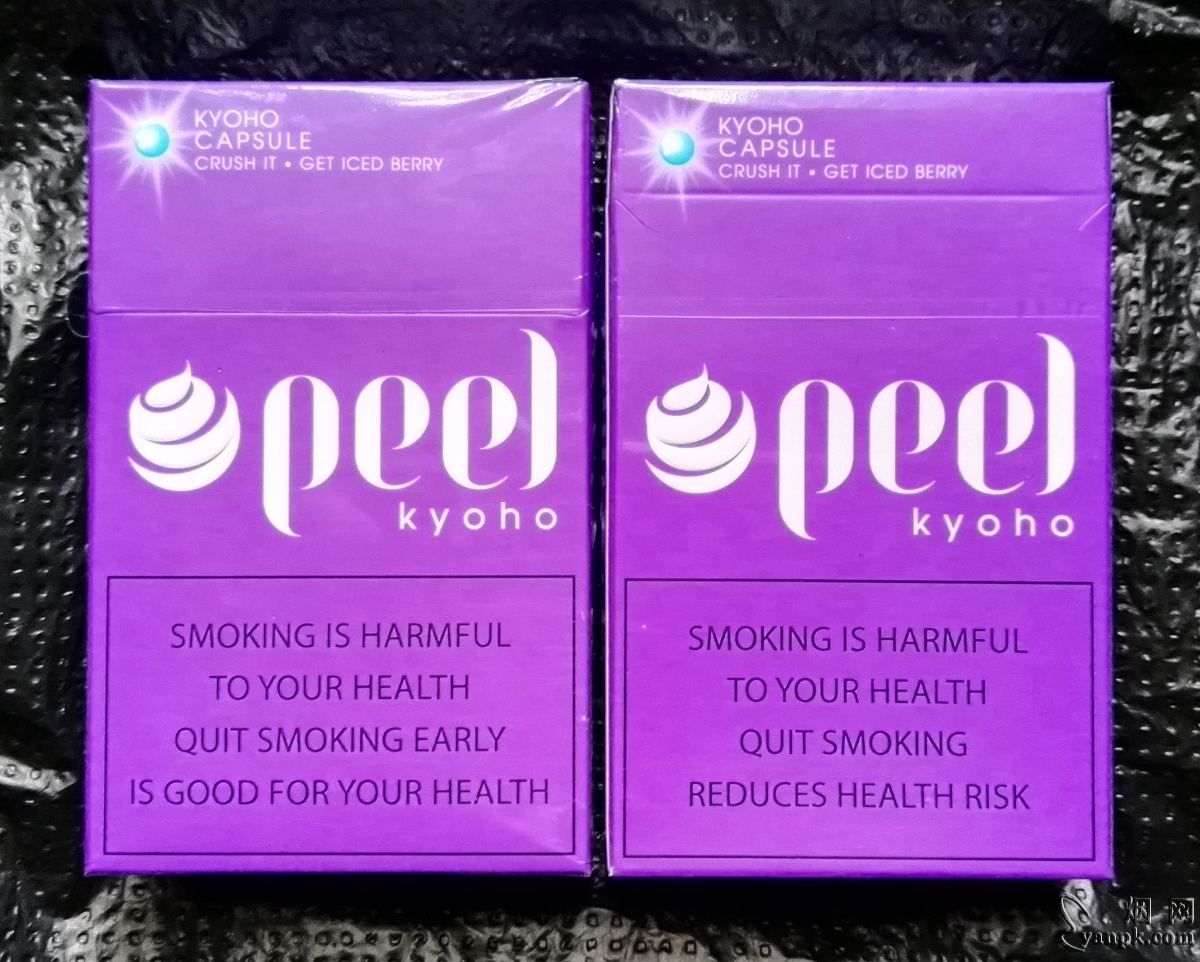 KYOHO
CAPSULE
CRUSH IT • GET ICED BERRY
peel
kyoho
SMOKING IS HARMFUL
TO YOUR HEALTH
QUIT SMOKING EARLY
IS GOOD FOR YOUR HEALTH
KYOHO
CAPSULE
CRUSH IT • GET ICED BERRY
peel
kyoho
SMOKING IS HARMFUL
TO YOUR HEALTH
QUIT SMOKING
REDUCES HEALTH RISK
烟 网
yanpk.com